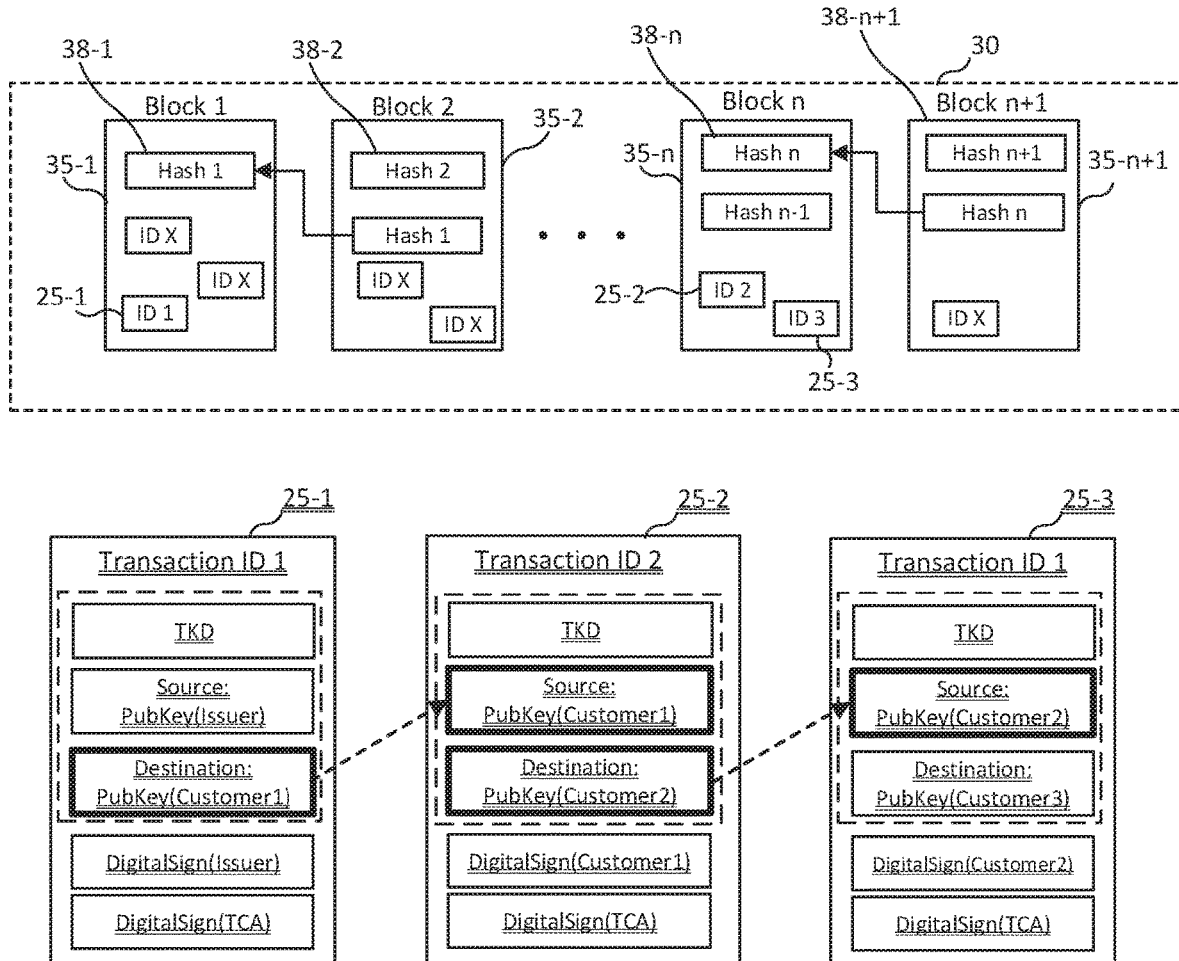 38-1
38-2
38-n
38-n+1
30
Block 1
Block 2
Block n
Block n+1
35-1
35-2
35-n
35-n+1
Hash 1
Hash 2
Hash n
Hash n+1
Hash 1
Hash n-1
Hash n
ID X
ID X
ID X
ID X
25-1
ID 1
25-2
ID 2
ID 3
25-3
ID X
25-1
25-2
25-3
Transaction ID 1
TKD
Source:
PubKey(Issuer)
Destination:
PubKey(Customer1)
DigitalSign(Issuer)
DigitalSign(TCA)
Transaction ID 2
TKD
Source:
PubKey(Customer1)
Destination:
PubKey(Customer2)
DigitalSign(Customer1)
DigitalSign(TCA)
Transaction ID 1
TKD
Source:
PubKey(Customer2)
Destination:
PubKey(Customer3)
DigitalSign(Customer2)
DigitalSign(TCA)